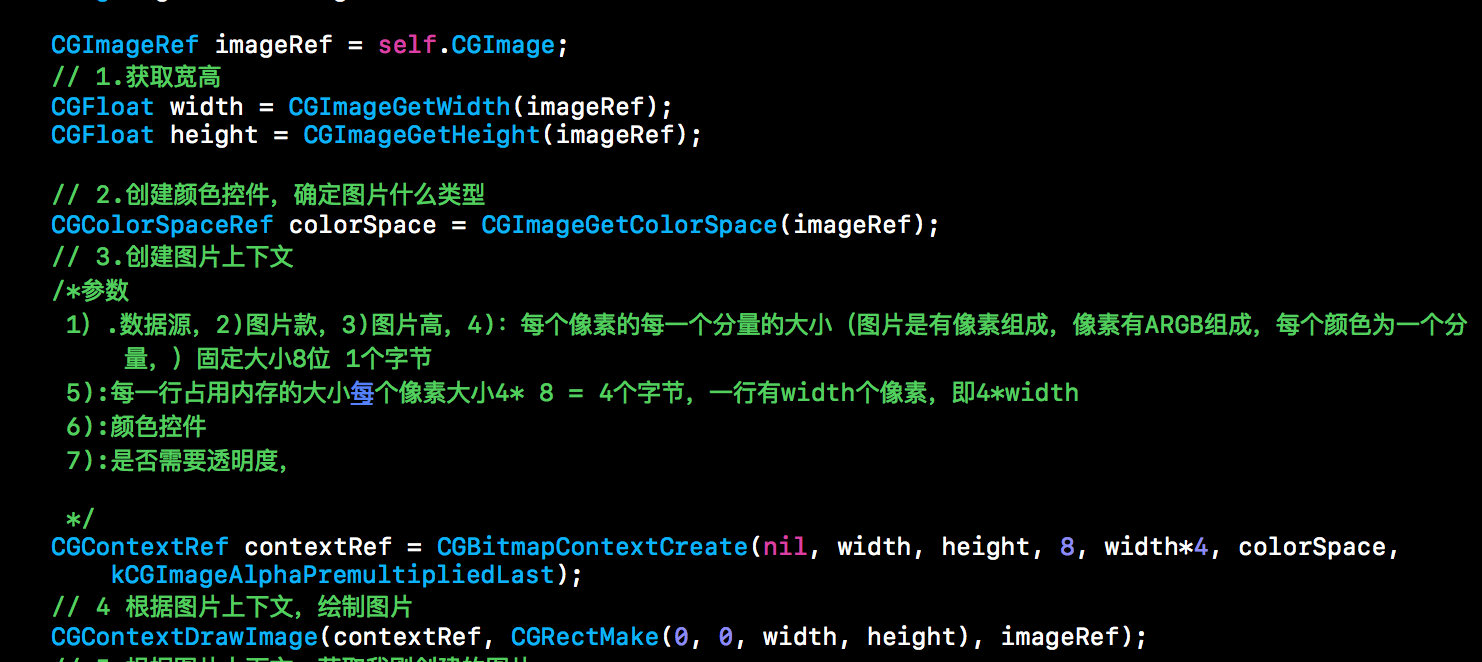 CGImageRef imageRef = self.CGImage;
// 1.获取宽高
CGFloat width = CGImageGetWidth(imageRef);
CGFloat height = CGImageGetHeight(imageRef);
// 2.创建颜色控件，确定图片什么类型
CGColorSpaceRef colorSpace = CGImageGetColorSpace(imageRef);
// 3.创建图片上下文
/*参数
1）.数据源，2)图片款，3)图片高，4)：每个像素的每一个分量的大小（图片是有像素组成，像素有ARGB组成，每个颜色为一个分
量，）固定大小8位 1个字节
5):每一行占用内存的大小每个像素大小4* 8 = 4个字节，一行有width个像素，即4*width
6):颜色控件
7):是否需要透明度，
*/
CGContextRef contextRef = CGBitmapContextCreate(nil, width, height, 8, width*4, colorSpace,
kCGImageAlphaPremultipliedLast);
// 4 根据图片上下文，绘制图片
CGContextDrawImage(contextRef, CGRectMake(0, 0, width, height), imageRef);